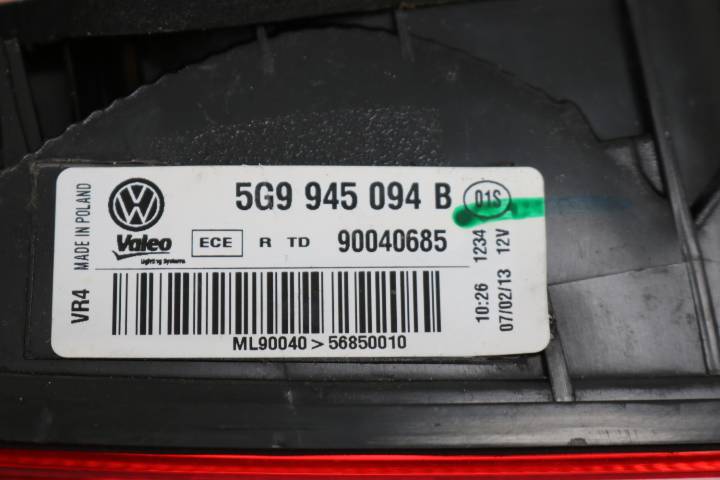 MADE IN POLAND
VR4
VW
Valeo
Lighting Systems
5G9 945 094 B
01S
ECE R TD 90040685
ML90040 > 56850010
10:26 1234
07/02/13 12V